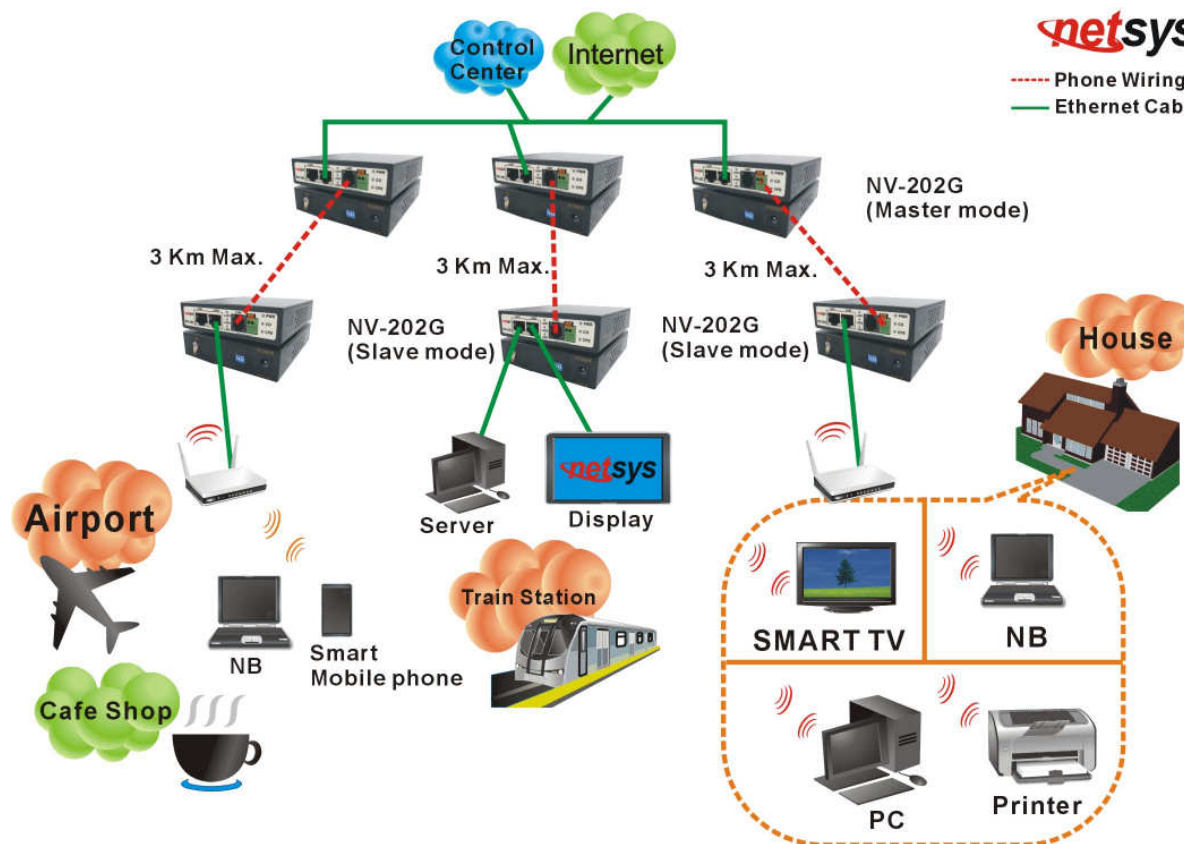 Control
Center
Internet
netsys
Phone Wiring
Ethernet Cab
NV-202G
(Master mode)
3 Km Max.
3 Km Max.
3 Km Max.
NV-202G
(Slave mode)
NV-202G
(Slave mode)
House
Airport
netsys
Server
Display
Train Station
NB
Smart
Mobile phone
Cafe Shop
SMART TV
NB
PC
Printer